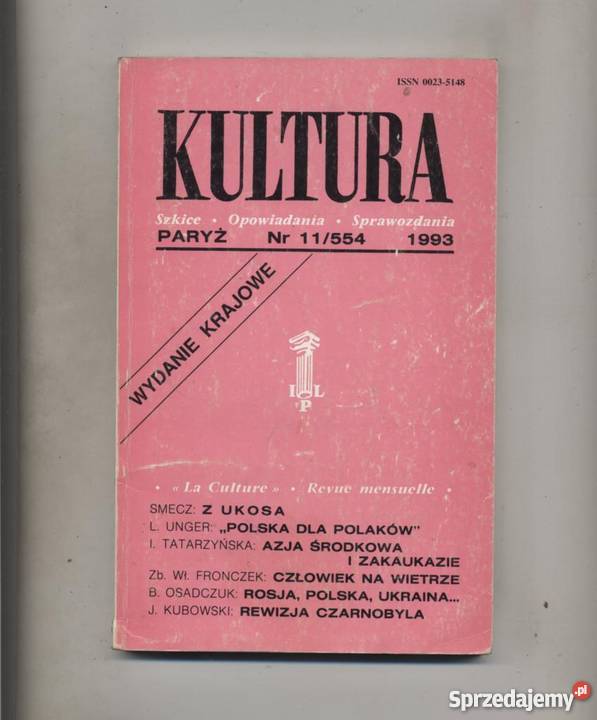 ISSN 0023-5148
KULTURA
Szkice • Opowiadania • Sprawozdania
PARYŻ Nr 11/554 1993
WYDANIE KRAJOWE
I L
P
• « La Culture » • Revue mensuelle •
SMECZ: Z UKOSA
L. UNGER: „POLSKA DLA POLAKÓW”
I. TATARZYŃSKA: AZJA ŚRODKOWA
I ZAKAUKAZIE
Zb. Wł. FRONCZEK: CZŁOWIEK NA WIETRZE
B. OSADCZUK: ROSJA, POLSKA, UKRAINA...
J. KUBOWSKI: REWIZJA CZARNOBYLA
Sprzedajemy.pl